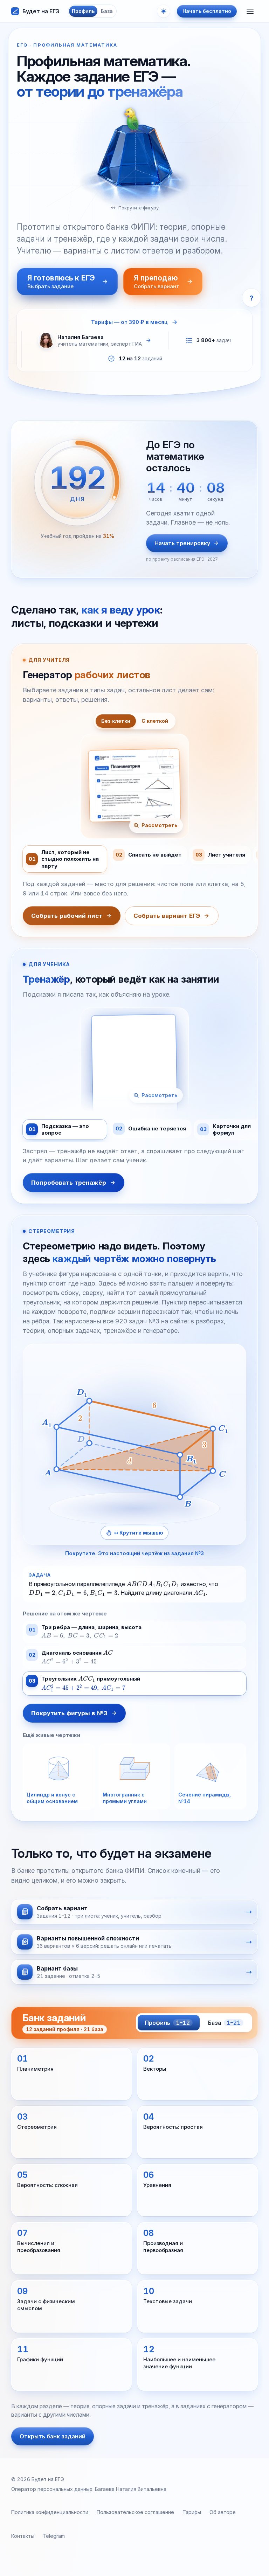 Будет на ЕГЭ
Профиль База
Начать бесплатно
ЕГЭ · ПРОФИЛЬНАЯ МАТЕМАТИКА
Профильная математика.
Каждое задание ЕГЭ —
от теории до тренажёра
Покрутите фигуру
Прототипы открытого банка ФИПИ: теория, опорные
задачи и тренажёр, где у каждой задачи свои числа.
Учителю — варианты с листом ответов и разбором.
Я готовлюсь к ЕГЭ →
Выбрать задание
Я преподаю →
Собрать вариант
?
Тарифы — от 390 ₽ в месяц →
Наталия Багаева
учитель математики, эксперт ГИА →
3 800+ задач
12 из 12 заданий
192
ДНЯ
Учебный год пройден на 31%
До ЕГЭ по
математике
осталось
14 : 40 : 08
часов минут секунд
Сегодня хватит одной
задачи. Главное — не ноль.
Начать тренировку →
по проекту расписания ЕГЭ-2027
Сделано так, как я веду урок:
листы, подсказки и чертежи
ДЛЯ УЧИТЕЛЯ
Генератор рабочих листов
Выбираете задание и типы задач, остальное лист делает сам:
варианты, ответы, решения.
Без клетки С клеткой
Планиметрия
Рассмотреть
01 Лист, который не
стыдно положить на
парту
02 Списать не выйдет
03 Лист учителя
Под каждой задачей — место для решения: чистое поле или клетка, на 5,
9 или 14 строк. Или вовсе без него.
Собрать рабочий лист →
Собрать вариант ЕГЭ →
ДЛЯ УЧЕНИКА
Тренажёр, который ведёт как на занятии
Подсказки я писала так, как объясняю на уроке.
Рассмотреть
01 Подсказка — это
вопрос
02 Ошибка не теряется
03 Карточки для
формул
Застрял — тренажёр не выдаёт ответ, а спрашивает про следующий шаг
и даёт варианты. Шаг делает сам ученик.
Попробовать тренажёр →
СТЕРЕОМЕТРИЯ
Стереометрию надо видеть. Поэтому
здесь каждый чертёж можно повернуть
В учебнике фигура нарисована с одной точки, и приходится верить, что
пунктир стоит где надо. Здесь её можно взять пальцем и повернуть:
посмотреть сбоку, сверху, найти тот самый прямоугольный
треугольник, на котором держится решение. Пунктир пересчитывается
на каждом повороте, подписи вершин переезжают так, чтобы не лечь
на рёбра. Так нарисованы все 920 задач №3 на сайте: в разборах,
теории, опорных задачах, тренажёре и генераторе.
D1
6
2
A1
C1
B1
D
3
4
A
C
B
↔ Крутите мышью
Покрутите. Это настоящий чертёж из задания №3
ЗАДАЧА
В прямоугольном параллелепипеде ABCDA1B1C1D1 известно, что
DD1 = 2, C1D1 = 6, B1C1 = 3. Найдите длину диагонали AC1.
Решение на этом же чертеже
01 Три ребра — длина, ширина, высота
AB = 6, BC = 3, CC1 = 2
02 Диагональ основания AC
AC² = 6² + 3² = 45
03 Треугольник ACC1 прямоугольный
AC1² = 45 + 2² = 49, AC1 = 7
Покрутить фигуры в №3 →
Ещё живые чертежи
Цилиндр и конус с
общим основанием
Многогранник с
прямыми углами
Сечение пирамиды,
№14
Только то, что будет на экзамене
В банке прототипы открытого банка ФИПИ. Список конечный — его
видно целиком, и его можно закрыть.
Собрать вариант
Задания 1–12 · три листа: ученик, учитель, разбор
→
Варианты повышенной сложности
36 вариантов × 6 версий: решать онлайн или печатать
→
Вариант базы
21 задание · отметка 2–5
→
Банк заданий
12 заданий профиля · 21 база
Профиль 1–12 База 1–21
01
Планиметрия
02
Векторы
03
Стереометрия
04
Вероятность: простая
05
Вероятность: сложная
06
Уравнения
07
Вычисления и
преобразования
08
Производная и
первообразная
09
Задачи с физическим
смыслом
10
Текстовые задачи
11
Графики функций
12
Наибольшее и наименьшее
значение функции
В каждом разделе — теория, опорные задачи и тренажёр, а в заданиях с генератором —
варианты с другими числами.
Открыть банк заданий
© 2026 Будет на ЕГЭ
Оператор персональных данных: Багаева Наталия Витальевна
Политика конфиденциальности Пользовательское соглашение Тарифы Об авторе
Контакты Telegram